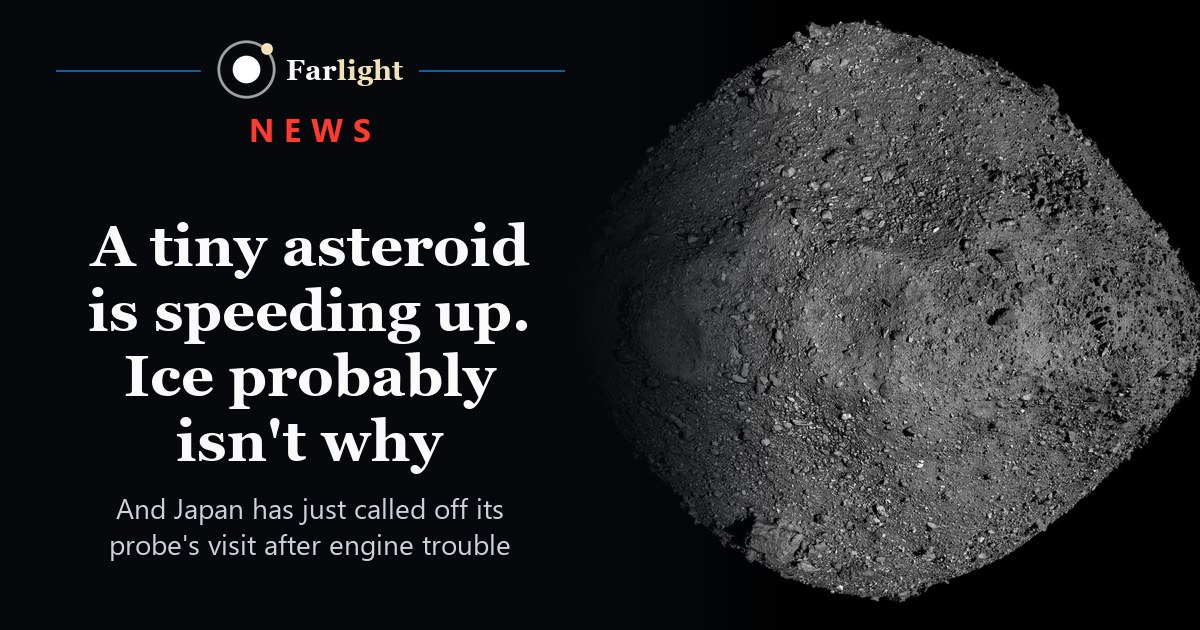 Farlight
NEWS
A tiny asteroid
is speeding up.
Ice probably
isn't why
And Japan has just called off its
probe's visit after engine trouble